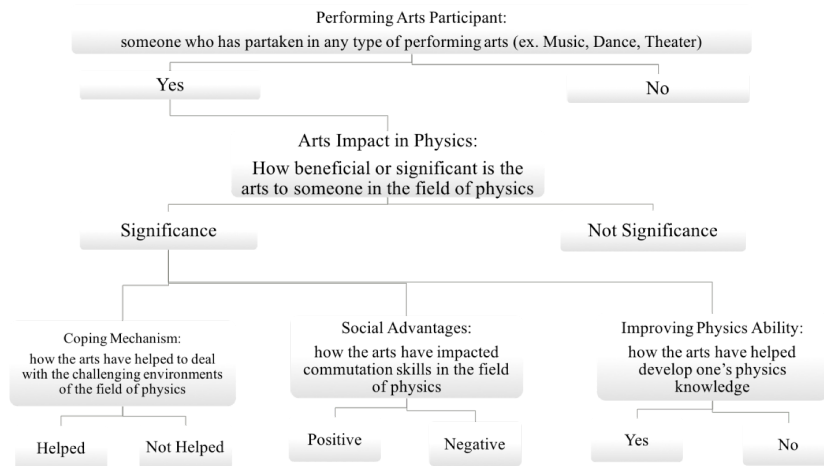 Performing Arts Participant:
someone who has partaken in any type of performing arts (ex. Music, Dance, Theater)
Yes
No
Arts Impact in Physics:
How beneficial or significant is the
arts to someone in the field of physics
Significance
Not Significance
Coping Mechanism:
how the arts have helped to deal
with the challenging environments
of the field of physics
Social Advantages:
how the arts have impacted
commutation skills in the field
of physics
Improving Physics Ability:
how the arts have helped
develop one’s physics
knowledge
Helped
Not Helped
Positive
Negative
Yes
No